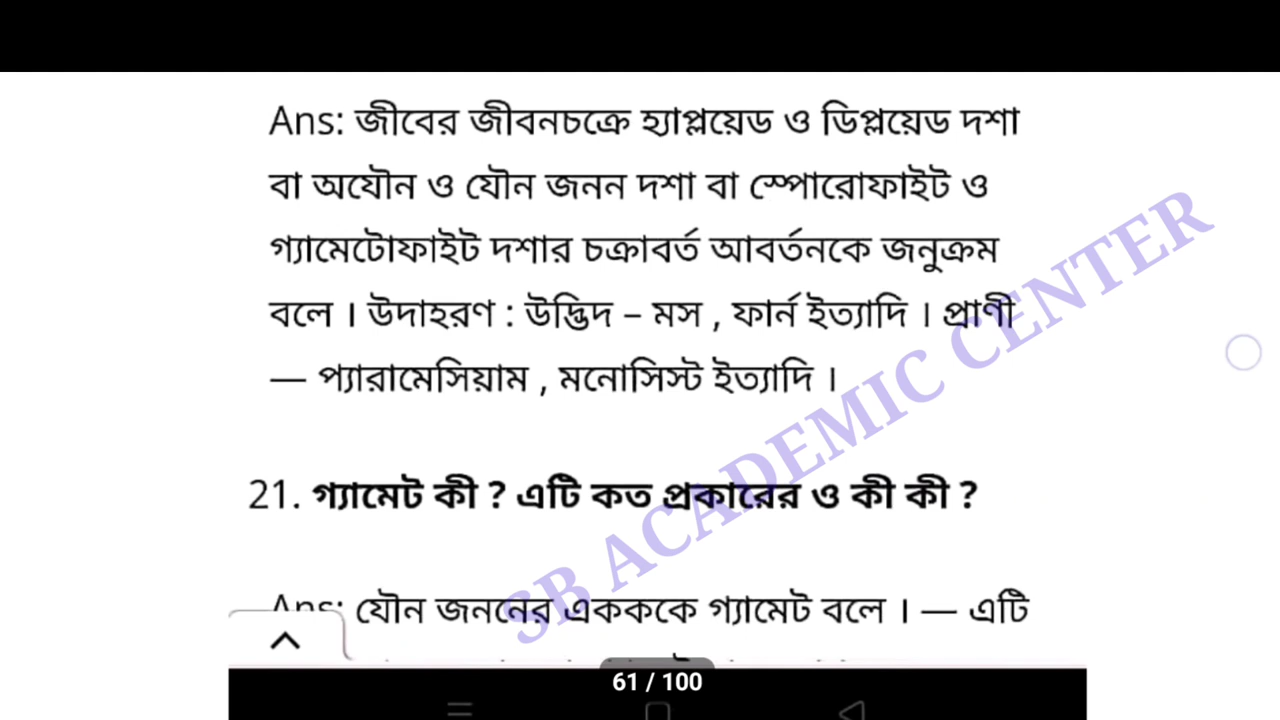 Ans: জীবের জীবনচক্রে হ্যাপ্লয়েড ও ডিপ্লয়েড দশা
বা অযৌন ও যৌন জনন দশা বা স্পোরোফাইট ও
গ্যামেটোফাইট দশার চক্রাবর্ত আবর্তনকে জনুক্রম
বলে । উদাহরণ : উদ্ভিদ – মস , ফার্ন ইত্যাদি । প্রাণী
— প্যারামেসিয়াম , মনোসিস্ট ইত্যাদি ।
SB ACADEMIC CENTER
21. গ্যামেট কী ? এটি কত প্রকারের ও কী কী ?
Ans: যৌন জননের একককে গ্যামেট বলে । — এটি
61 / 100